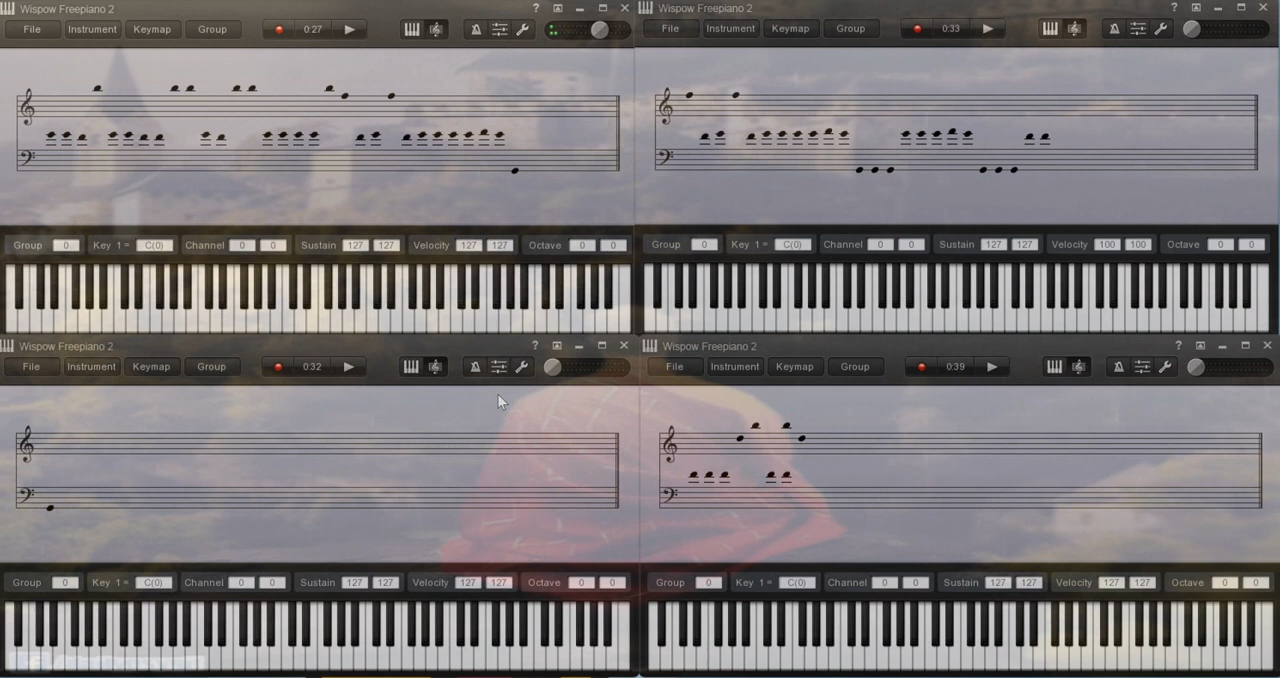 Wispow Freepiano 2 ?
File Instrument Keymap Group 0:27
Group 0 Key 1 = C(0) Channel 0 0 Sustain 127 127 Velocity 127 127 Octave 0 0
Wispow Freepiano 2 ?
File Instrument Keymap Group 0:33
Group 0 Key 1 = C(0) Channel 0 0 Sustain 127 127 Velocity 100 100 Octave 0 0
Wispow Freepiano 2 ?
File Instrument Keymap Group 0:32
Group 0 Key 1 = C(0) Channel 0 0 Sustain 127 127 Velocity 127 127 Octave 0 0
Wispow Freepiano 2 ?
File Instrument Keymap Group 0:39
Group 0 Key 1 = C(0) Channel 0 0 Sustain 127 127 Velocity 127 127 Octave 0 0